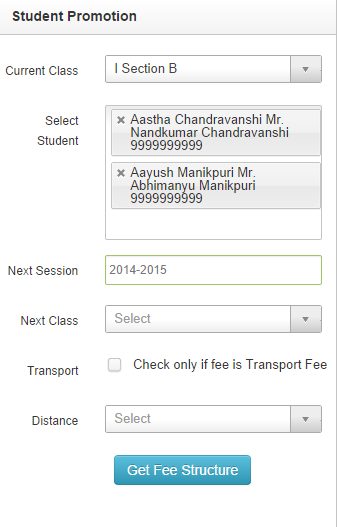 Student Promotion
Current Class
I Section B
Select
Student
× Aastha Chandravanshi Mr.
Nandkumar Chandravanshi
9999999999
× Aayush Manikpuri Mr.
Abhimanyu Manikpuri
9999999999
Next Session
2014-2015
Next Class
Select
Transport
Check only if fee is Transport Fee
Distance
Select
Get Fee Structure